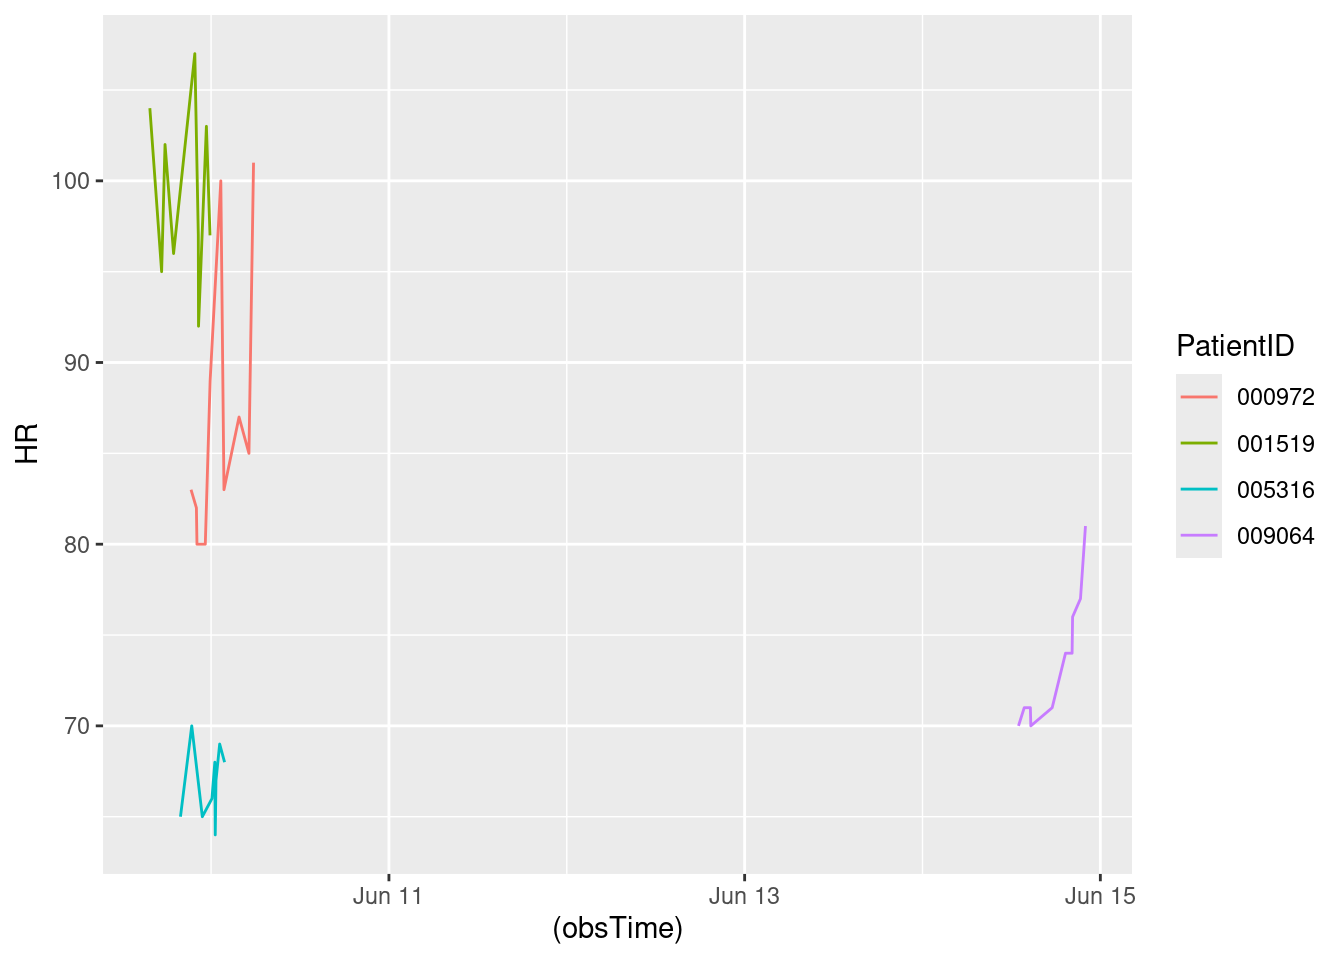 100
90
80
70
HR
Jun 11
Jun 13
Jun 15
(obsTime)
PatientID
000972
001519
005316
009064